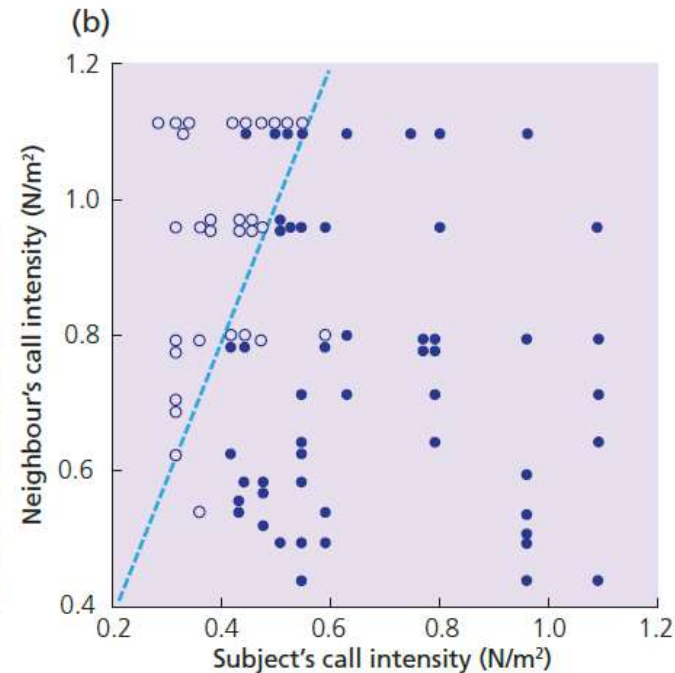 (b)
1.2
1.0
0.8
0.6
0.4
Neighbour's call intensity (N/m²)
0.2 0.4 0.6 0.8 1.0 1.2
Subject's call intensity (N/m²)